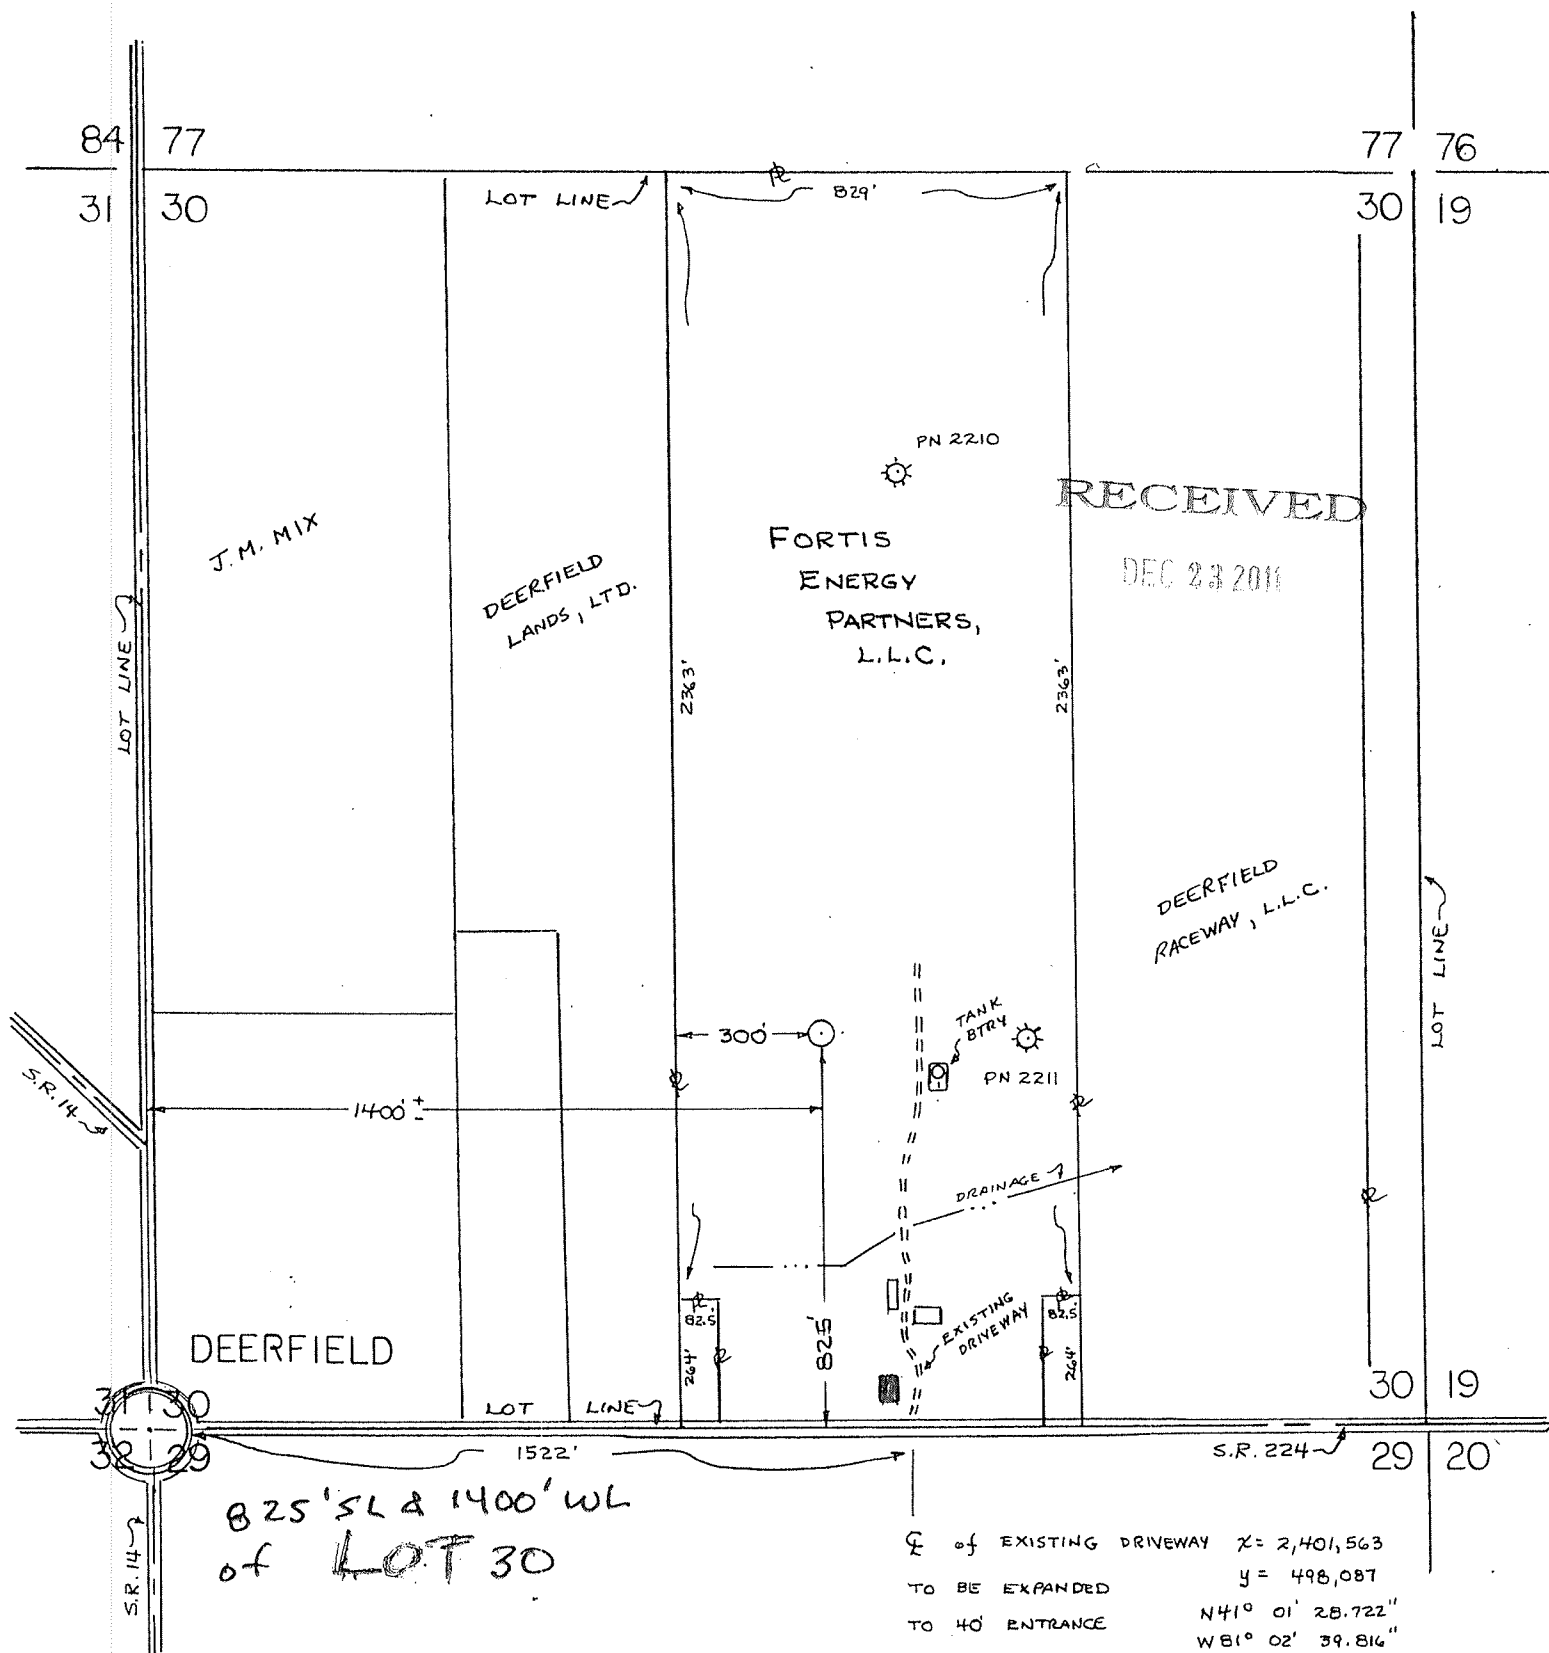 84 77
77 76
31 30
30 19
LOT LINE
829'
PN 2210
RECEIVED
DEC 23 2011
J.M. MIX
DEERFIELD
LANDS, LTD.
FORTIS
ENERGY
PARTNERS,
L.L.C.
LOT LINE
2363'
2363'
DEERFIELD
RACEWAY, L.L.C.
LOT LINE
300'
TANK
BTRY
PN 2211
S.R. 14
1400' ±
DRAINAGE
825'
82.5'
264'
EXISTING
DRIVEWAY
82.5'
264'
DEERFIELD
31 30
32 29
LOT LINE
30 19
1522'
S.R. 224
29 20
825' SL & 1400' WL
of LOT 30
S.R. 14
℄ of EXISTING DRIVEWAY X= 2,401,563
TO BE EXPANDED y= 498,087
TO 40' ENTRANCE N41° 01' 28.722"
W81° 02' 39.816"